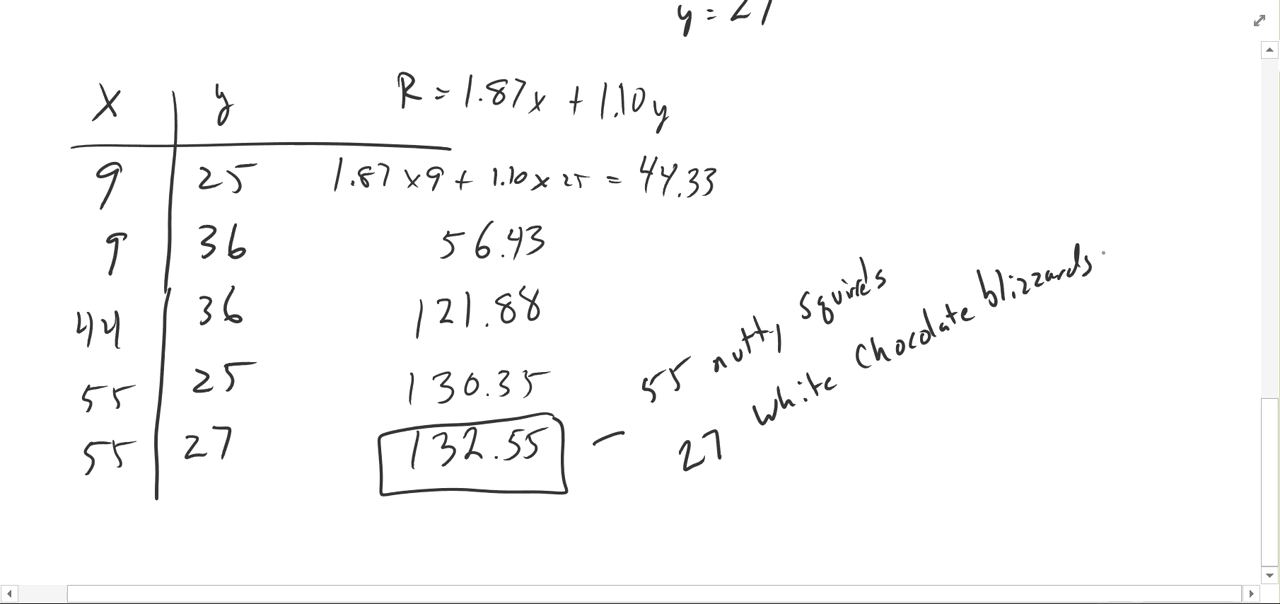 y = 27
x y R = 1.87x + 1.10y
9 25 1.87 x 9 + 1.10 x 25 = 44.33
9 36 56.43
44 36 121.88
55 25 130.35
55 27 132.55 — 55 nutty squirels
27 white chocolate blizzards